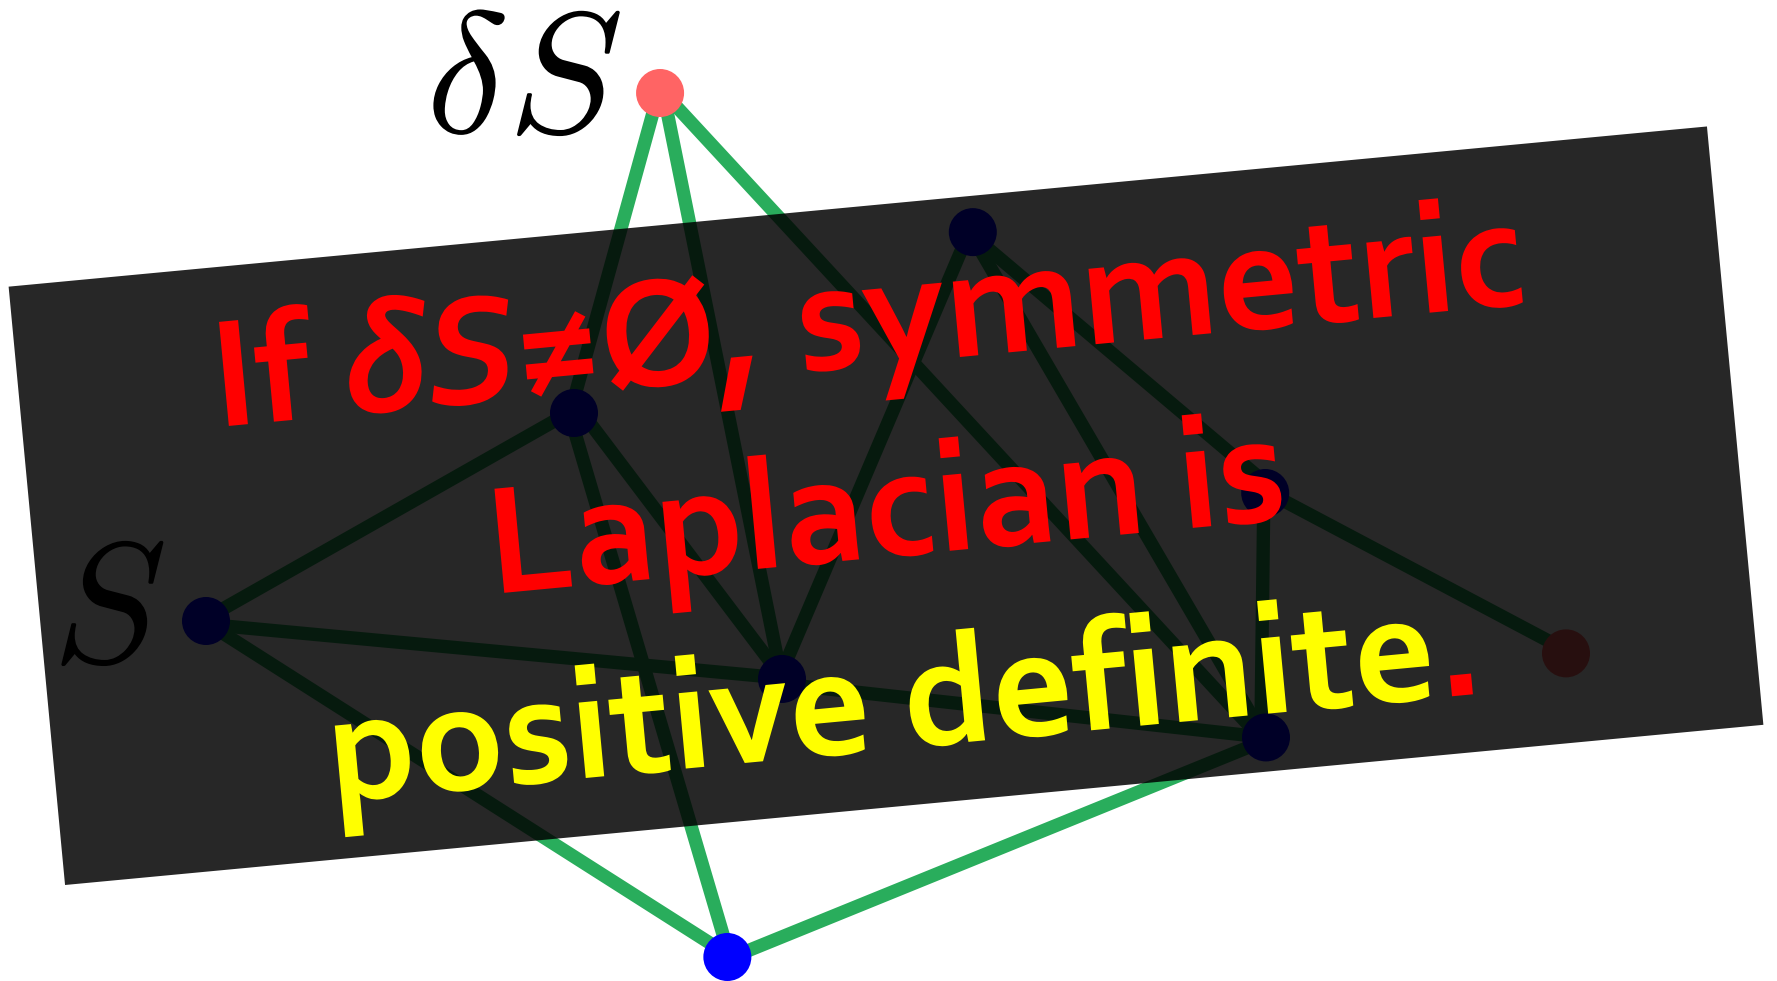 δS
If δS≠Ø, symmetric
Laplacian is
S
positive definite.